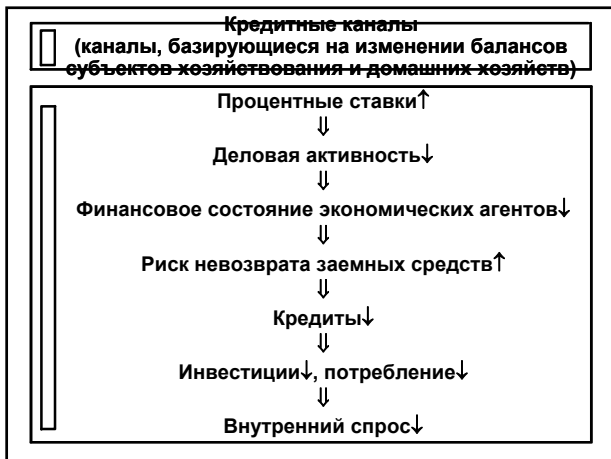 Кредитные каналы
(каналы, базирующиеся на изменении балансов
субъектов хозяйствования и домашних хозяйств)
Процентные ставки↑
⇓
Деловая активность↓
⇓
Финансовое состояние экономических агентов↓
⇓
Риск невозврата заемных средств↑
⇓
Кредиты↓
⇓
Инвестиции↓, потребление↓
⇓
Внутренний спрос↓